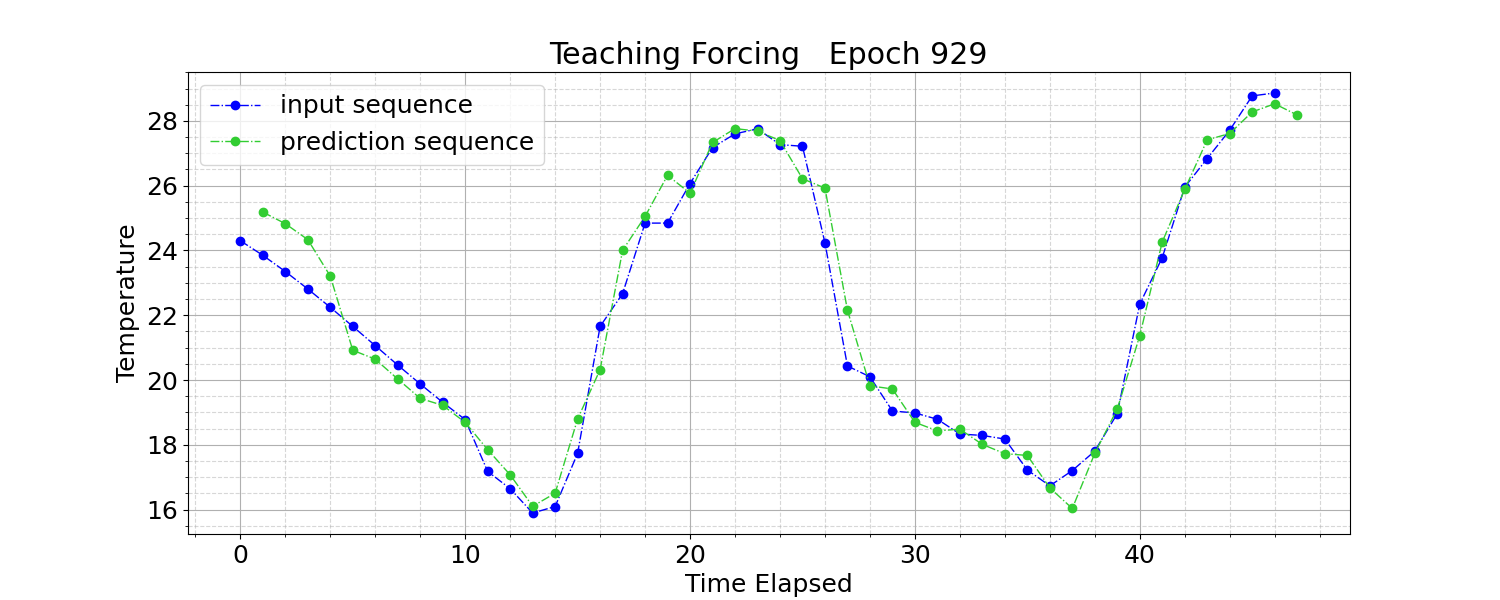 Teaching Forcing   Epoch 929
input sequence
prediction sequence
Temperature
28
26
24
22
20
18
16
0 10 20 30 40
Time Elapsed